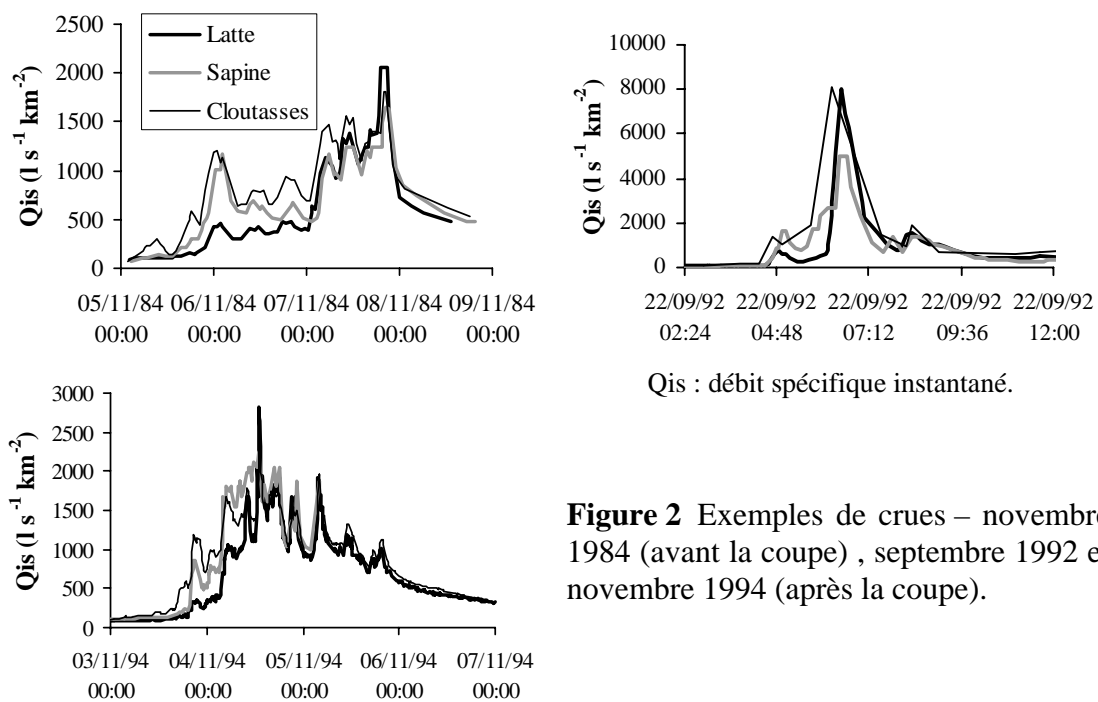 2500
2000
1500
1000
500
0
Qis (l s -1 km-2)
Latte
Sapine
Cloutasses
05/11/84 06/11/84 07/11/84 08/11/84 09/11/84
00:00 00:00 00:00 00:00 00:00
10000
8000
6000
4000
2000
0
Qis (l s -1 km-2)
22/09/92 22/09/92 22/09/92 22/09/92 22/09/92
02:24 04:48 07:12 09:36 12:00
Qis : débit spécifique instantané.
3000
2500
2000
1500
1000
500
0
Qis (l s -1 km-2)
03/11/94 04/11/94 05/11/94 06/11/94 07/11/94
00:00 00:00 00:00 00:00 00:00
Figure 2 Exemples de crues – novembre
1984 (avant la coupe) , septembre 1992 e
novembre 1994 (après la coupe).